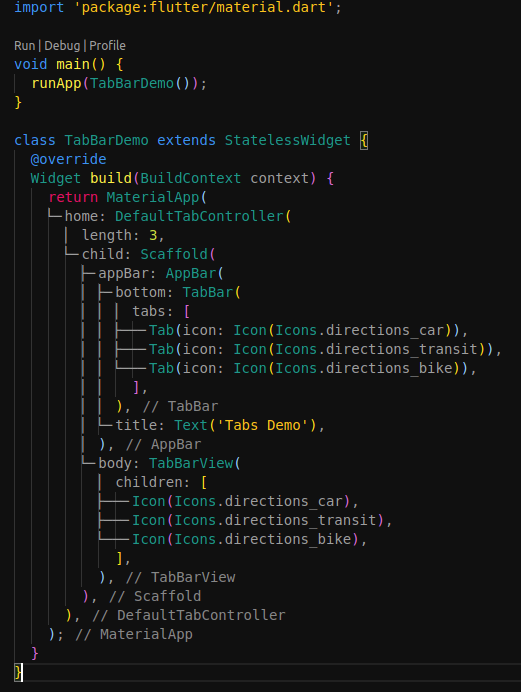 import 'package:flutter/material.dart';
Run | Debug | Profile
void main() {
  runApp(TabBarDemo());
}

class TabBarDemo extends StatelessWidget {
  @override
  Widget build(BuildContext context) {
    return MaterialApp(
      home: DefaultTabController(
        length: 3,
        child: Scaffold(
          appBar: AppBar(
            bottom: TabBar(
              tabs: [
                Tab(icon: Icon(Icons.directions_car)),
                Tab(icon: Icon(Icons.directions_transit)),
                Tab(icon: Icon(Icons.directions_bike)),
              ],
            ), // TabBar
            title: Text('Tabs Demo'),
          ), // AppBar
          body: TabBarView(
            children: [
              Icon(Icons.directions_car),
              Icon(Icons.directions_transit),
              Icon(Icons.directions_bike),
            ],
          ), // TabBarView
        ), // Scaffold
      ), // DefaultTabController
    ); // MaterialApp
  }
}